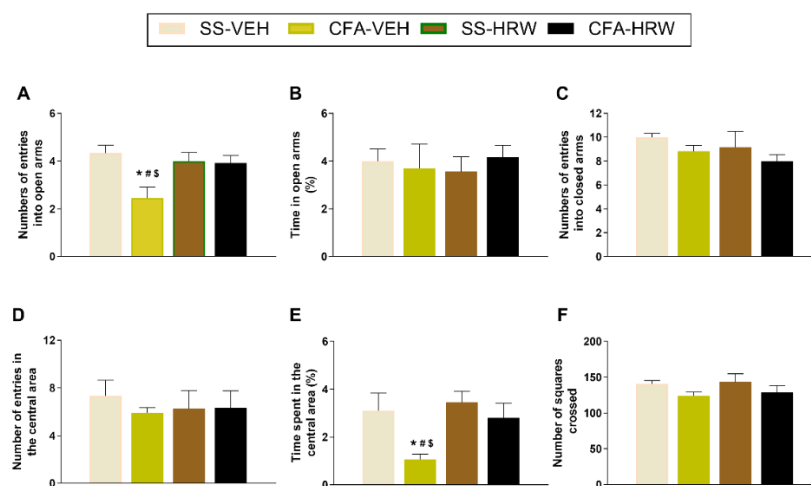 SS-VEH CFA-VEH SS-HRW CFA-HRW
A
Numbers of entries
into open arms
6
4
2
0
* # $
B
Time in open arms
(%)
6
4
2
0
C
Numbers of entries
into closed arms
12
10
8
6
4
2
0
D
Number of entries in
the central area
12
8
4
0
E
Time spent in the
central area (%)
6
4
2
0
* # $
F
Number of squares
crossed
200
150
100
50
0